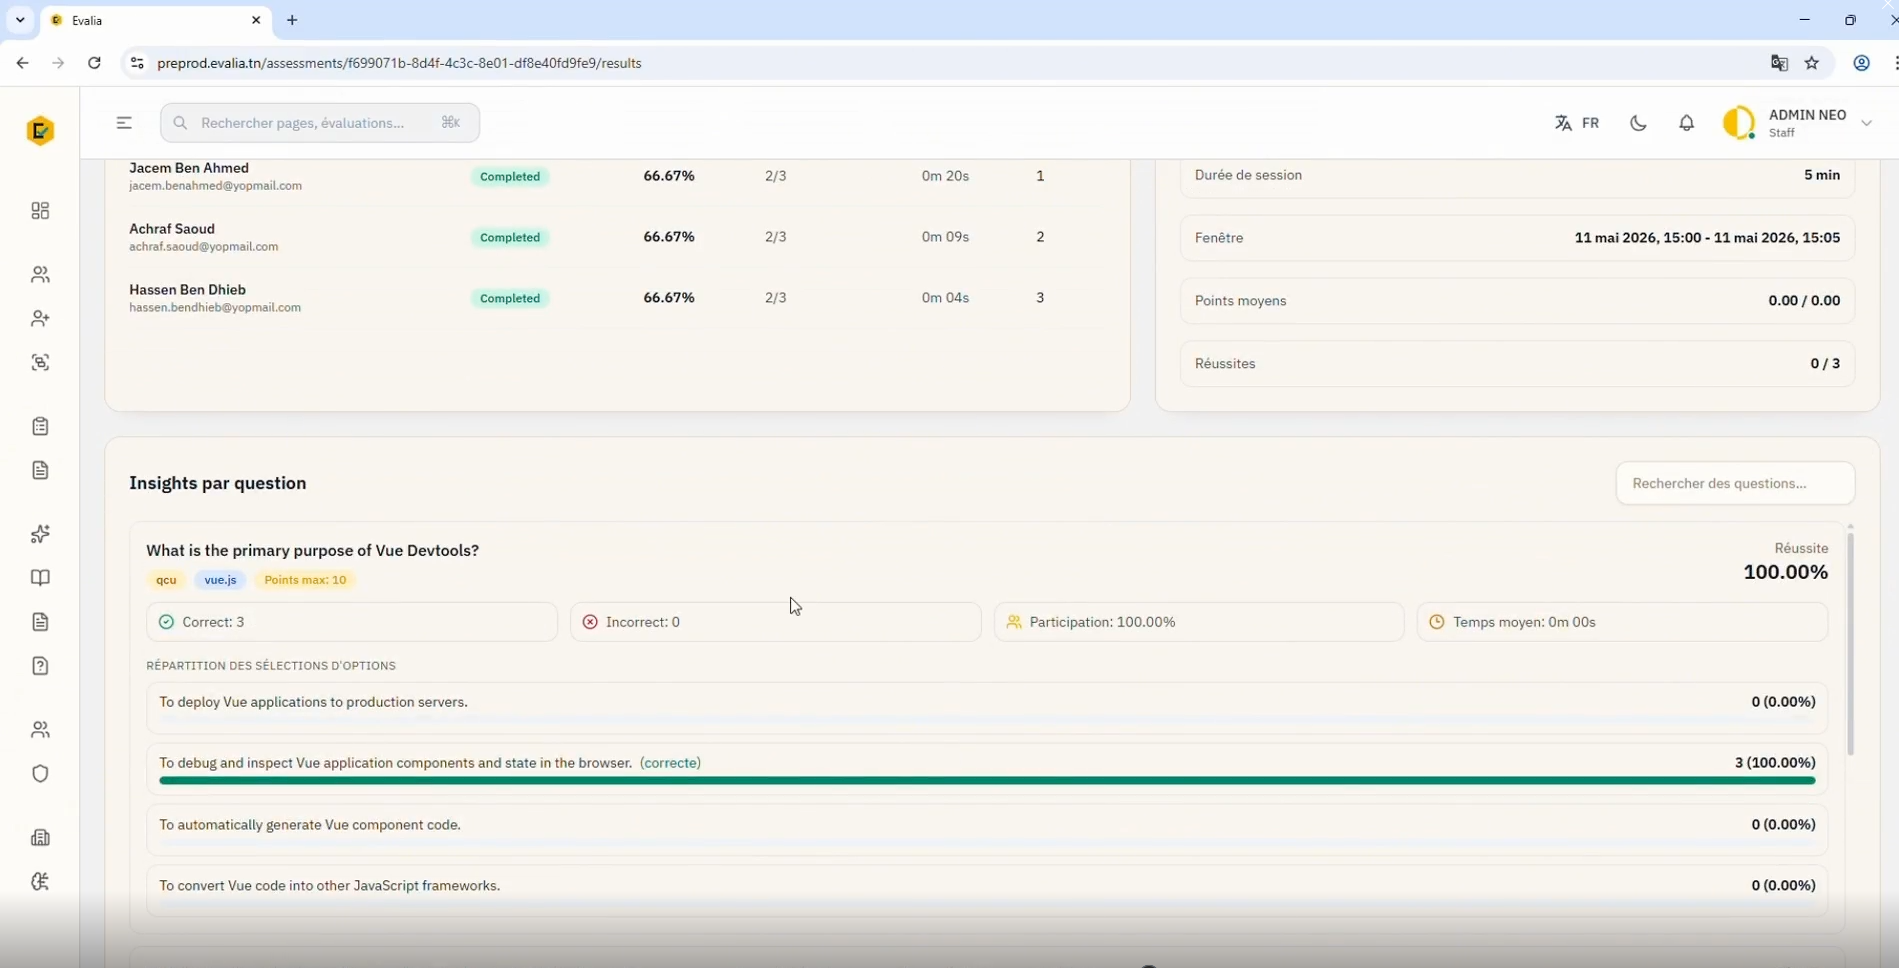 Evalia
preprod.evalia.tn/assessments/f699071b-8d4f-4c3c-8e01-df8e40fd9fe9/results
Rechercher pages, évaluations... ⌘K
FR
ADMIN NEO
Staff
Jacem Ben Ahmed
jacem.benahmed@yopmail.com
Completed 66.67% 2/3 0m 20s 1
Achraf Saoud
achraf.saoud@yopmail.com
Completed 66.67% 2/3 0m 09s 2
Hassen Ben Dhieb
hassen.bendhieb@yopmail.com
Completed 66.67% 2/3 0m 04s 3
Durée de session 5 min
Fenêtre 11 mai 2026, 15:00 - 11 mai 2026, 15:05
Points moyens 0.00 / 0.00
Réussites 0 / 3
Insights par question
Rechercher des questions...
What is the primary purpose of Vue Devtools?
qcu vue.js Points max: 10
Réussite
100.00%
Correct: 3 Incorrect: 0 Participation: 100.00% Temps moyen: 0m 00s
RÉPARTITION DES SÉLECTIONS D'OPTIONS
To deploy Vue applications to production servers. 0 (0.00%)
To debug and inspect Vue application components and state in the browser. (correcte) 3 (100.00%)
To automatically generate Vue component code. 0 (0.00%)
To convert Vue code into other JavaScript frameworks. 0 (0.00%)